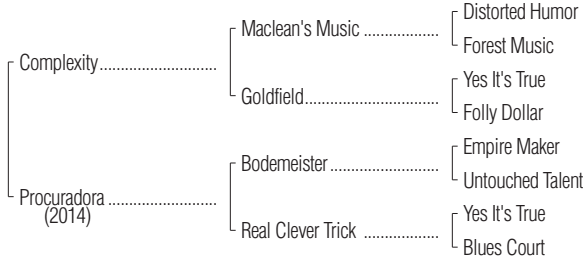 Distorted Humor
Maclean's Music
Forest Music
Complexity
Yes It's True
Goldfield
Folly Dollar
Empire Maker
Bodemeister
Untouched Talent
Procuradora
(2014)
Yes It's True
Real Clever Trick
Blues Court